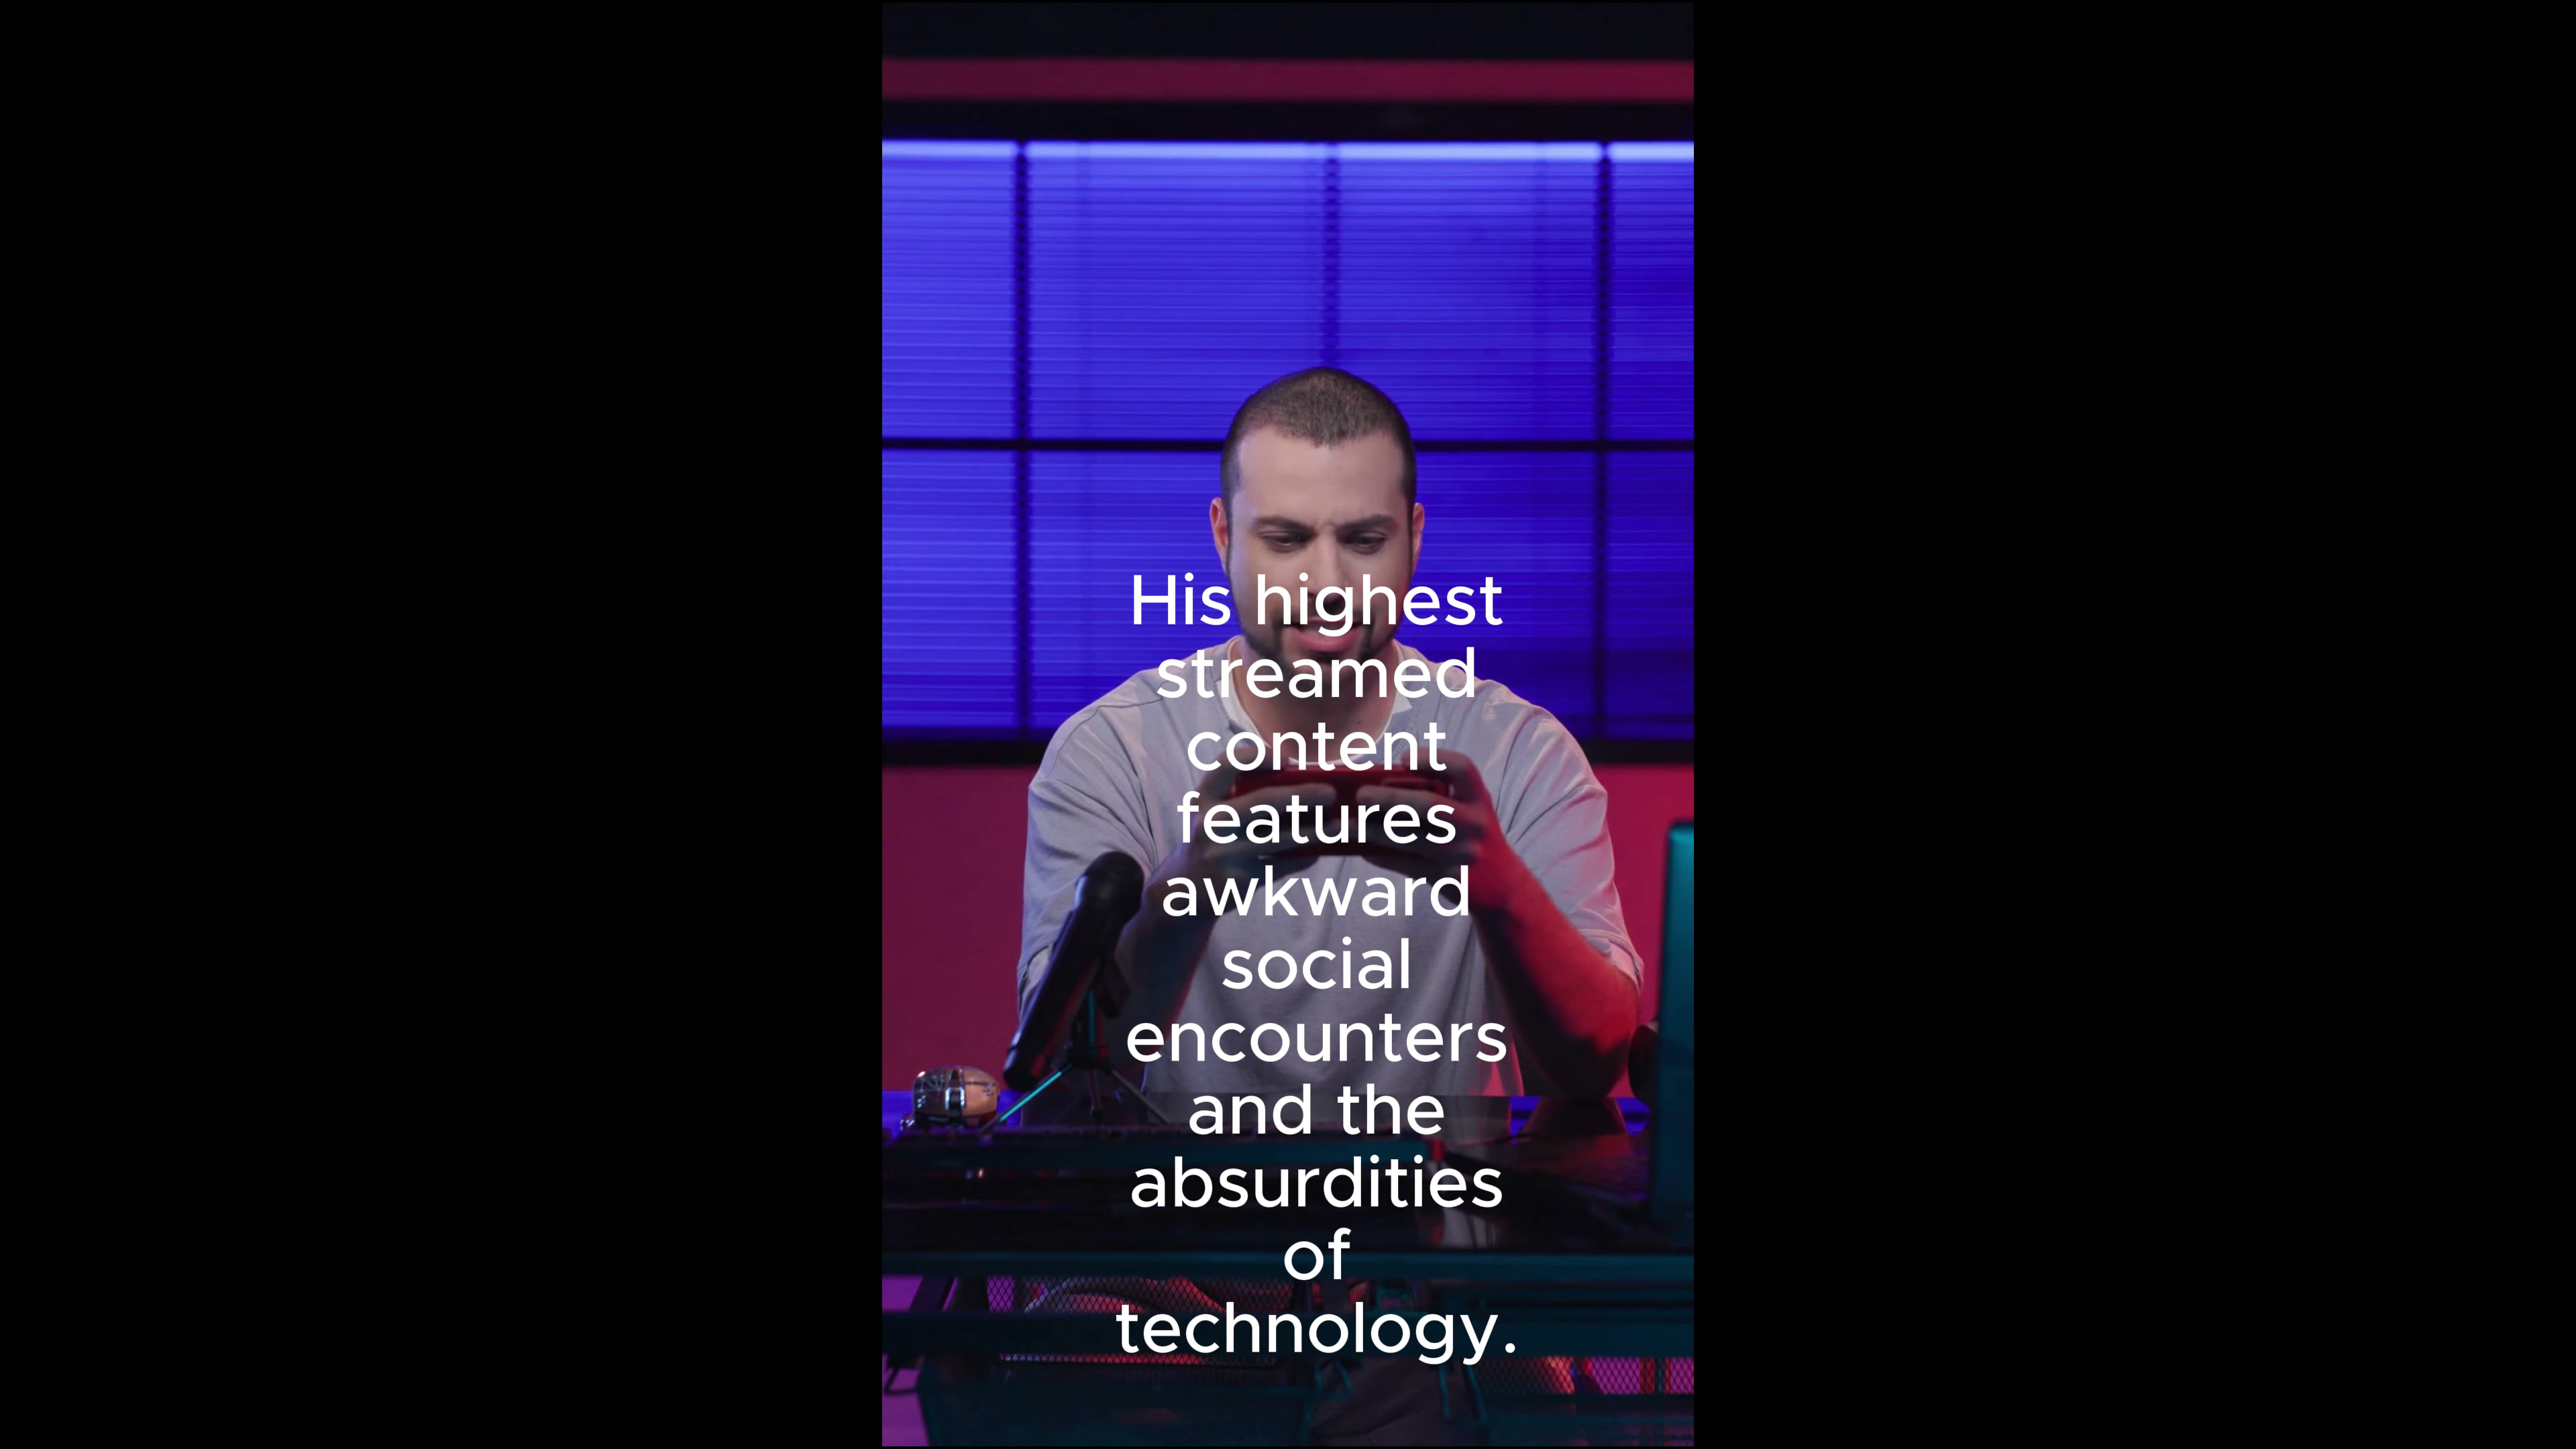 His highest
streamed
content
features
awkward
social
encounters
and the
absurdities
of
technology.